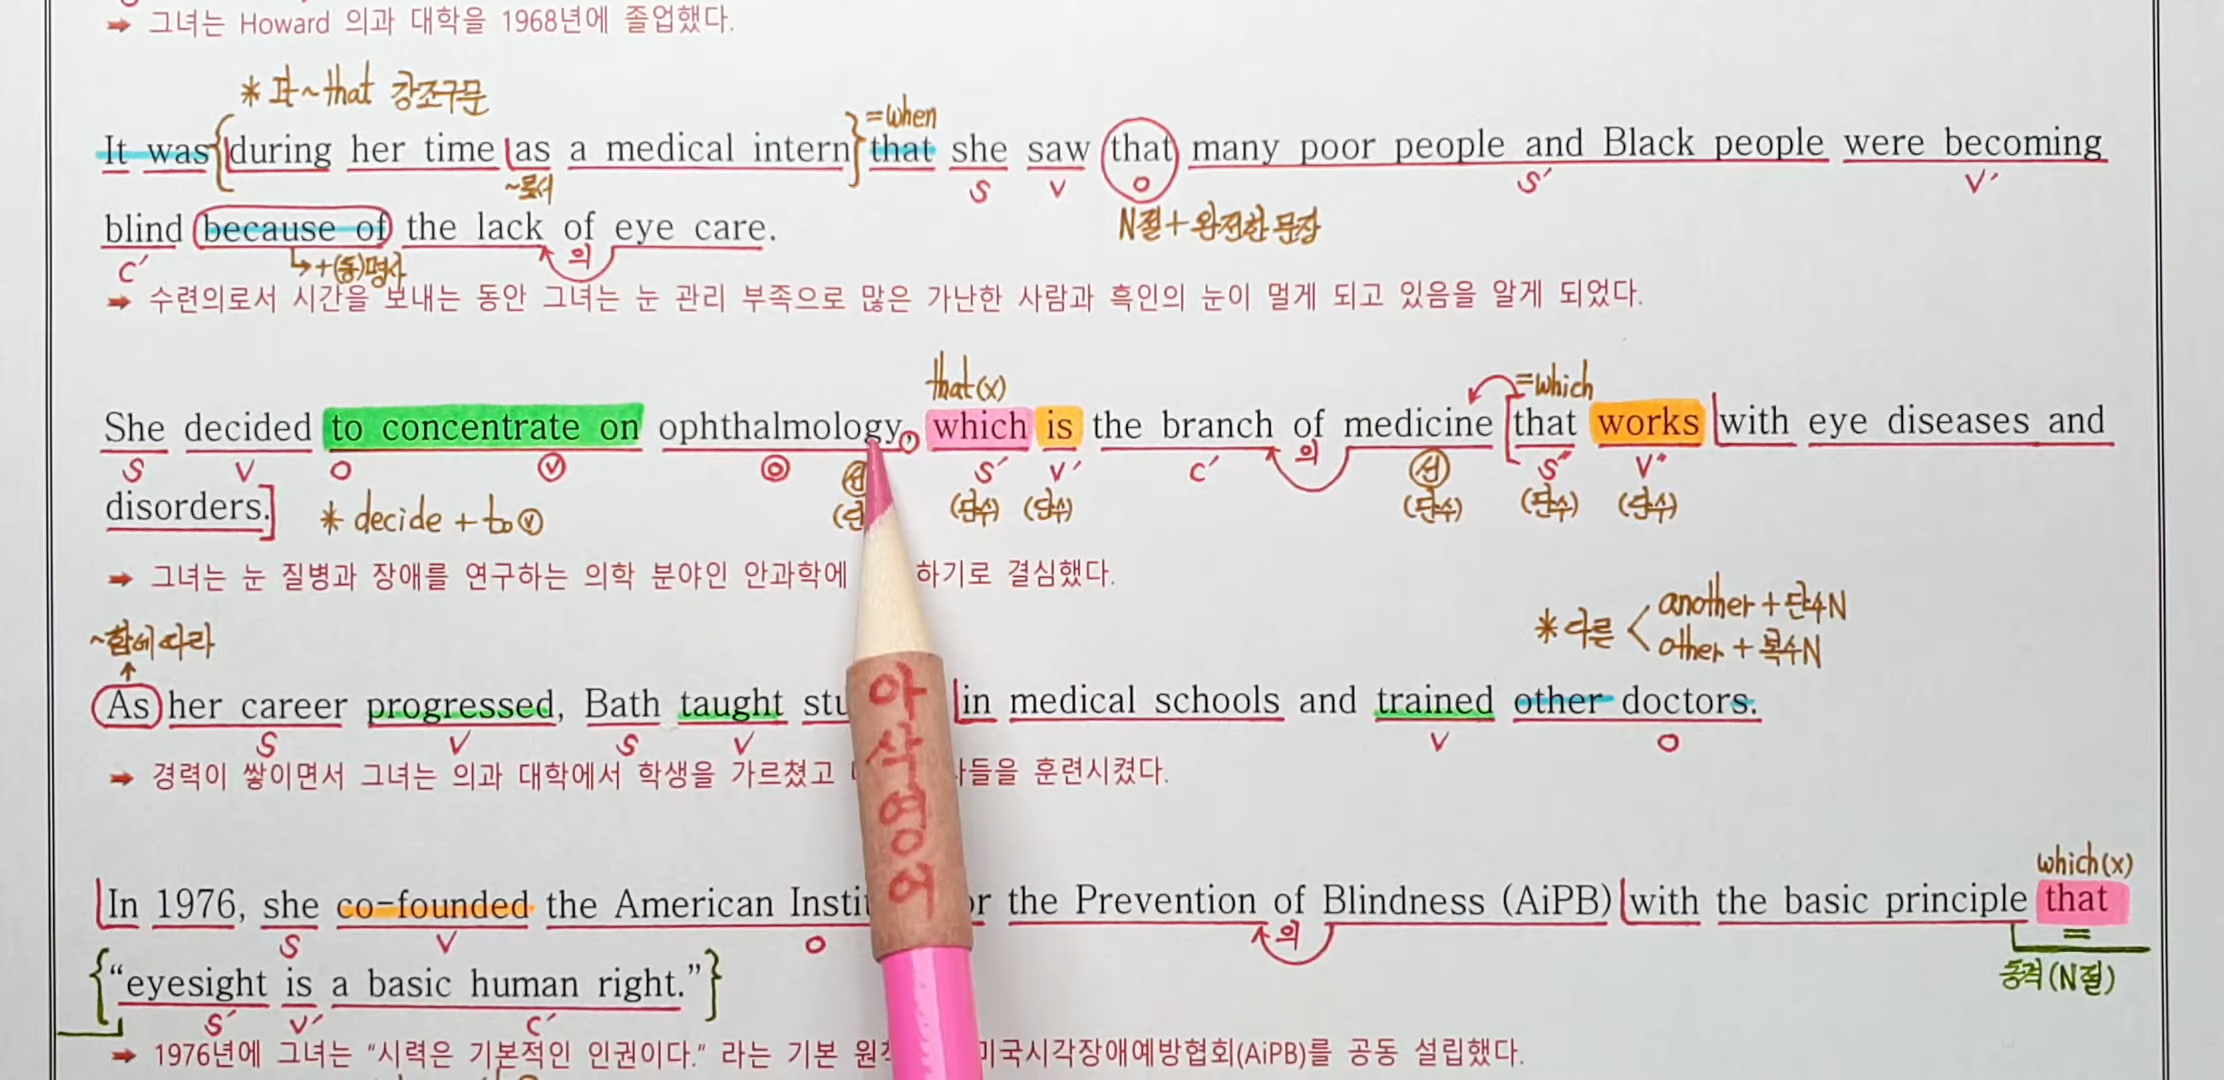 ➡ 그녀는 Howard 의과 대학을 1968년에 졸업했다.
* It ~ that 강조구문
=when
It was {during her time as a medical intern} that she saw that many poor people and Black people were becoming
~로서 S V O S′ V′
blind because of the lack of eye care.
N절 + 완전한 문장
C′ ↳+(동)명사 의
➡ 수련의로서 시간을 보내는 동안 그녀는 눈 관리 부족으로 많은 가난한 사람과 흑인의 눈이 멀게 되고 있음을 알게 되었다.
that(x) =which
She decided to concentrate on ophthalmology, which is the branch of medicine [that works with eye diseases and
S V O ⓥ ◎ 선 S′ V′ C′ 의 선 S″ V″
(단수) (단수) (단수) (단수) (단수)
disorders.] * decide + to ⓥ
➡ 그녀는 눈 질병과 장애를 연구하는 의학 분야인 안과학에 하기로 결심했다.
* 다른 < another + 단수N
other + 복수N
~함에 따라
As her career progressed, Bath taught in medical schools and trained other doctors.
S V S V V O
➡ 경력이 쌓이면서 그녀는 의과 대학에서 학생을 가르쳤고 훈련시켰다.
아삭영어
which(x)
In 1976, she co-founded the American the Prevention of Blindness (AiPB) with the basic principle that
S V O 의 =
동격(N절)
{“eyesight is a basic human right.”}
S′ V′ C′
➡ 1976년에 그녀는 “시력은 기본적인 인권이다.” 라는 기본 미국시각장애예방협회(AiPB)를 공동 설립했다.